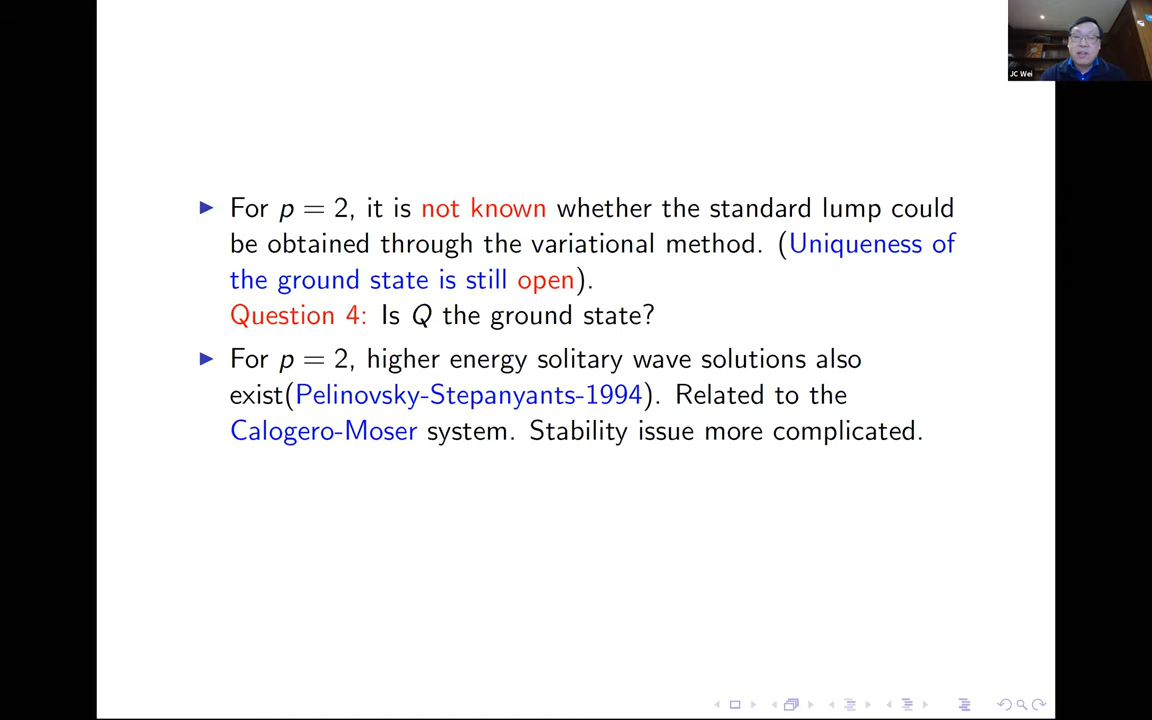 JC Wei
For p = 2, it is not known whether the standard lump could
be obtained through the variational method. (Uniqueness of
the ground state is still open).
Question 4: Is Q the ground state?
For p = 2, higher energy solitary wave solutions also
exist(Pelinovsky-Stepanyants-1994). Related to the
Calogero-Moser system. Stability issue more complicated.